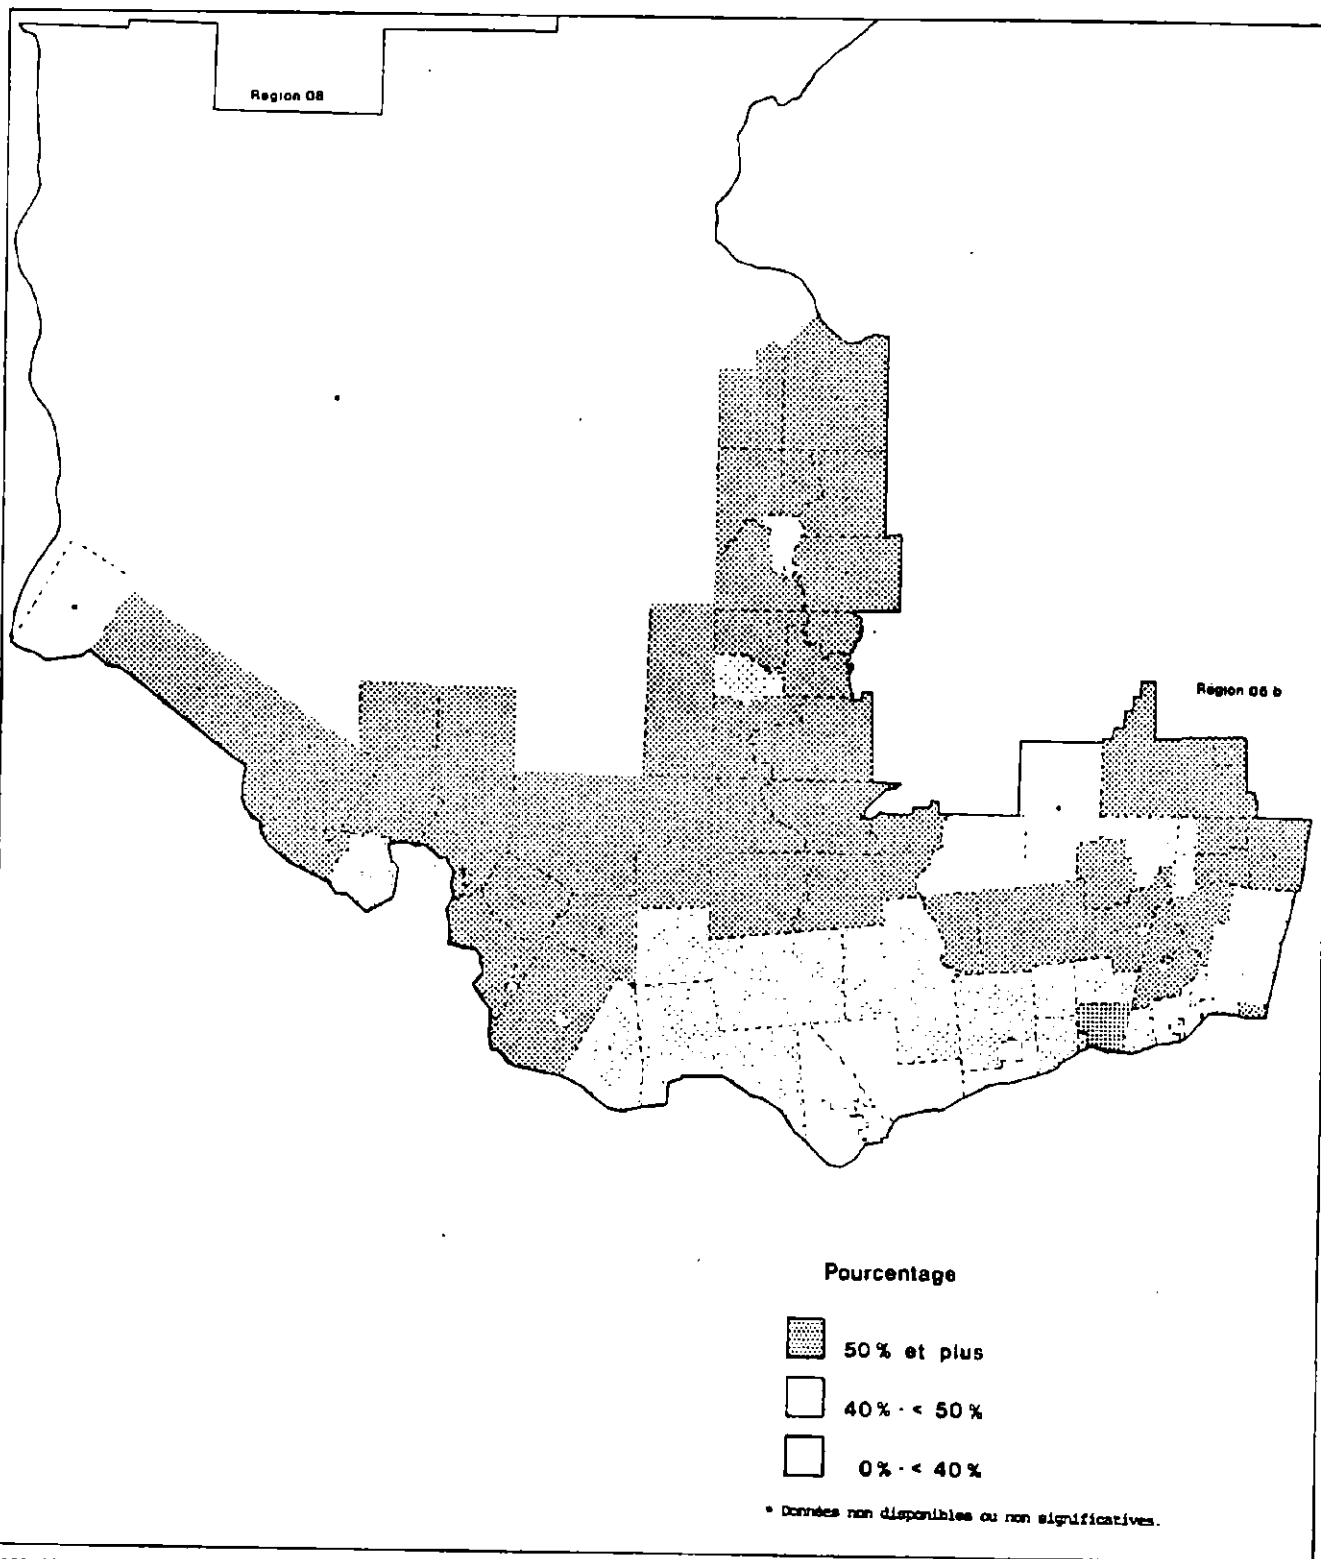 Region 08
Région 06 b
Pourcentage
50% et plus
40% - < 50%
0% - < 40%
* Données non disponibles ou non significatives.